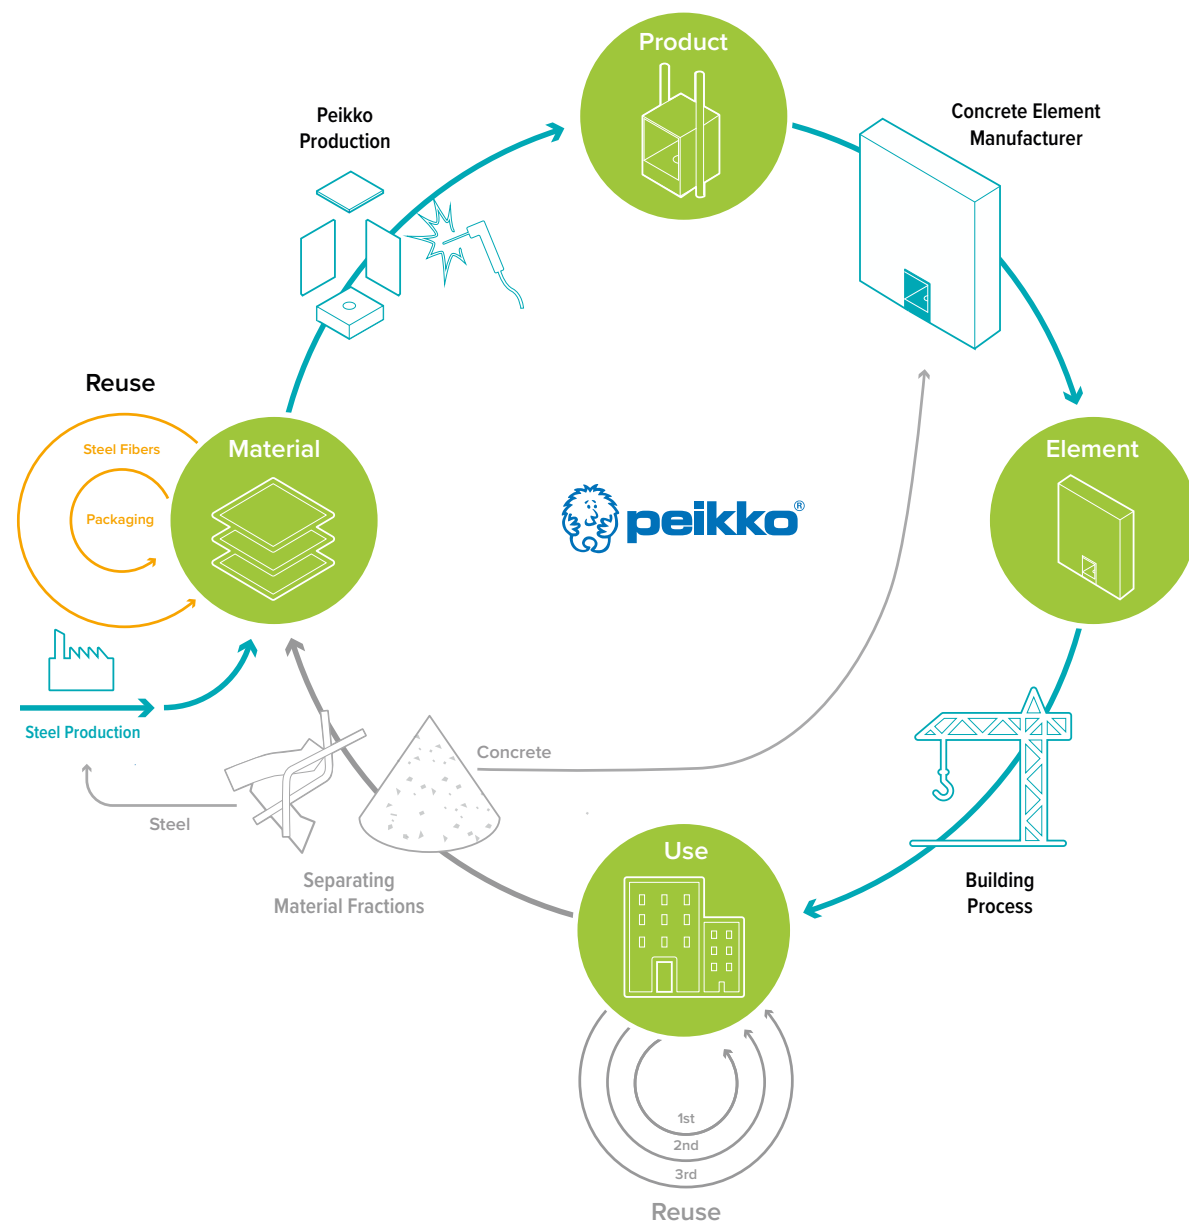 Product
Peikko
Production
Concrete Element
Manufacturer
Reuse
Steel Fibers
Packaging
Material
peikko®
Element
Steel Production
Concrete
Steel
Separating
Material Fractions
Use
Building
Process
1st
2nd
3rd
Reuse